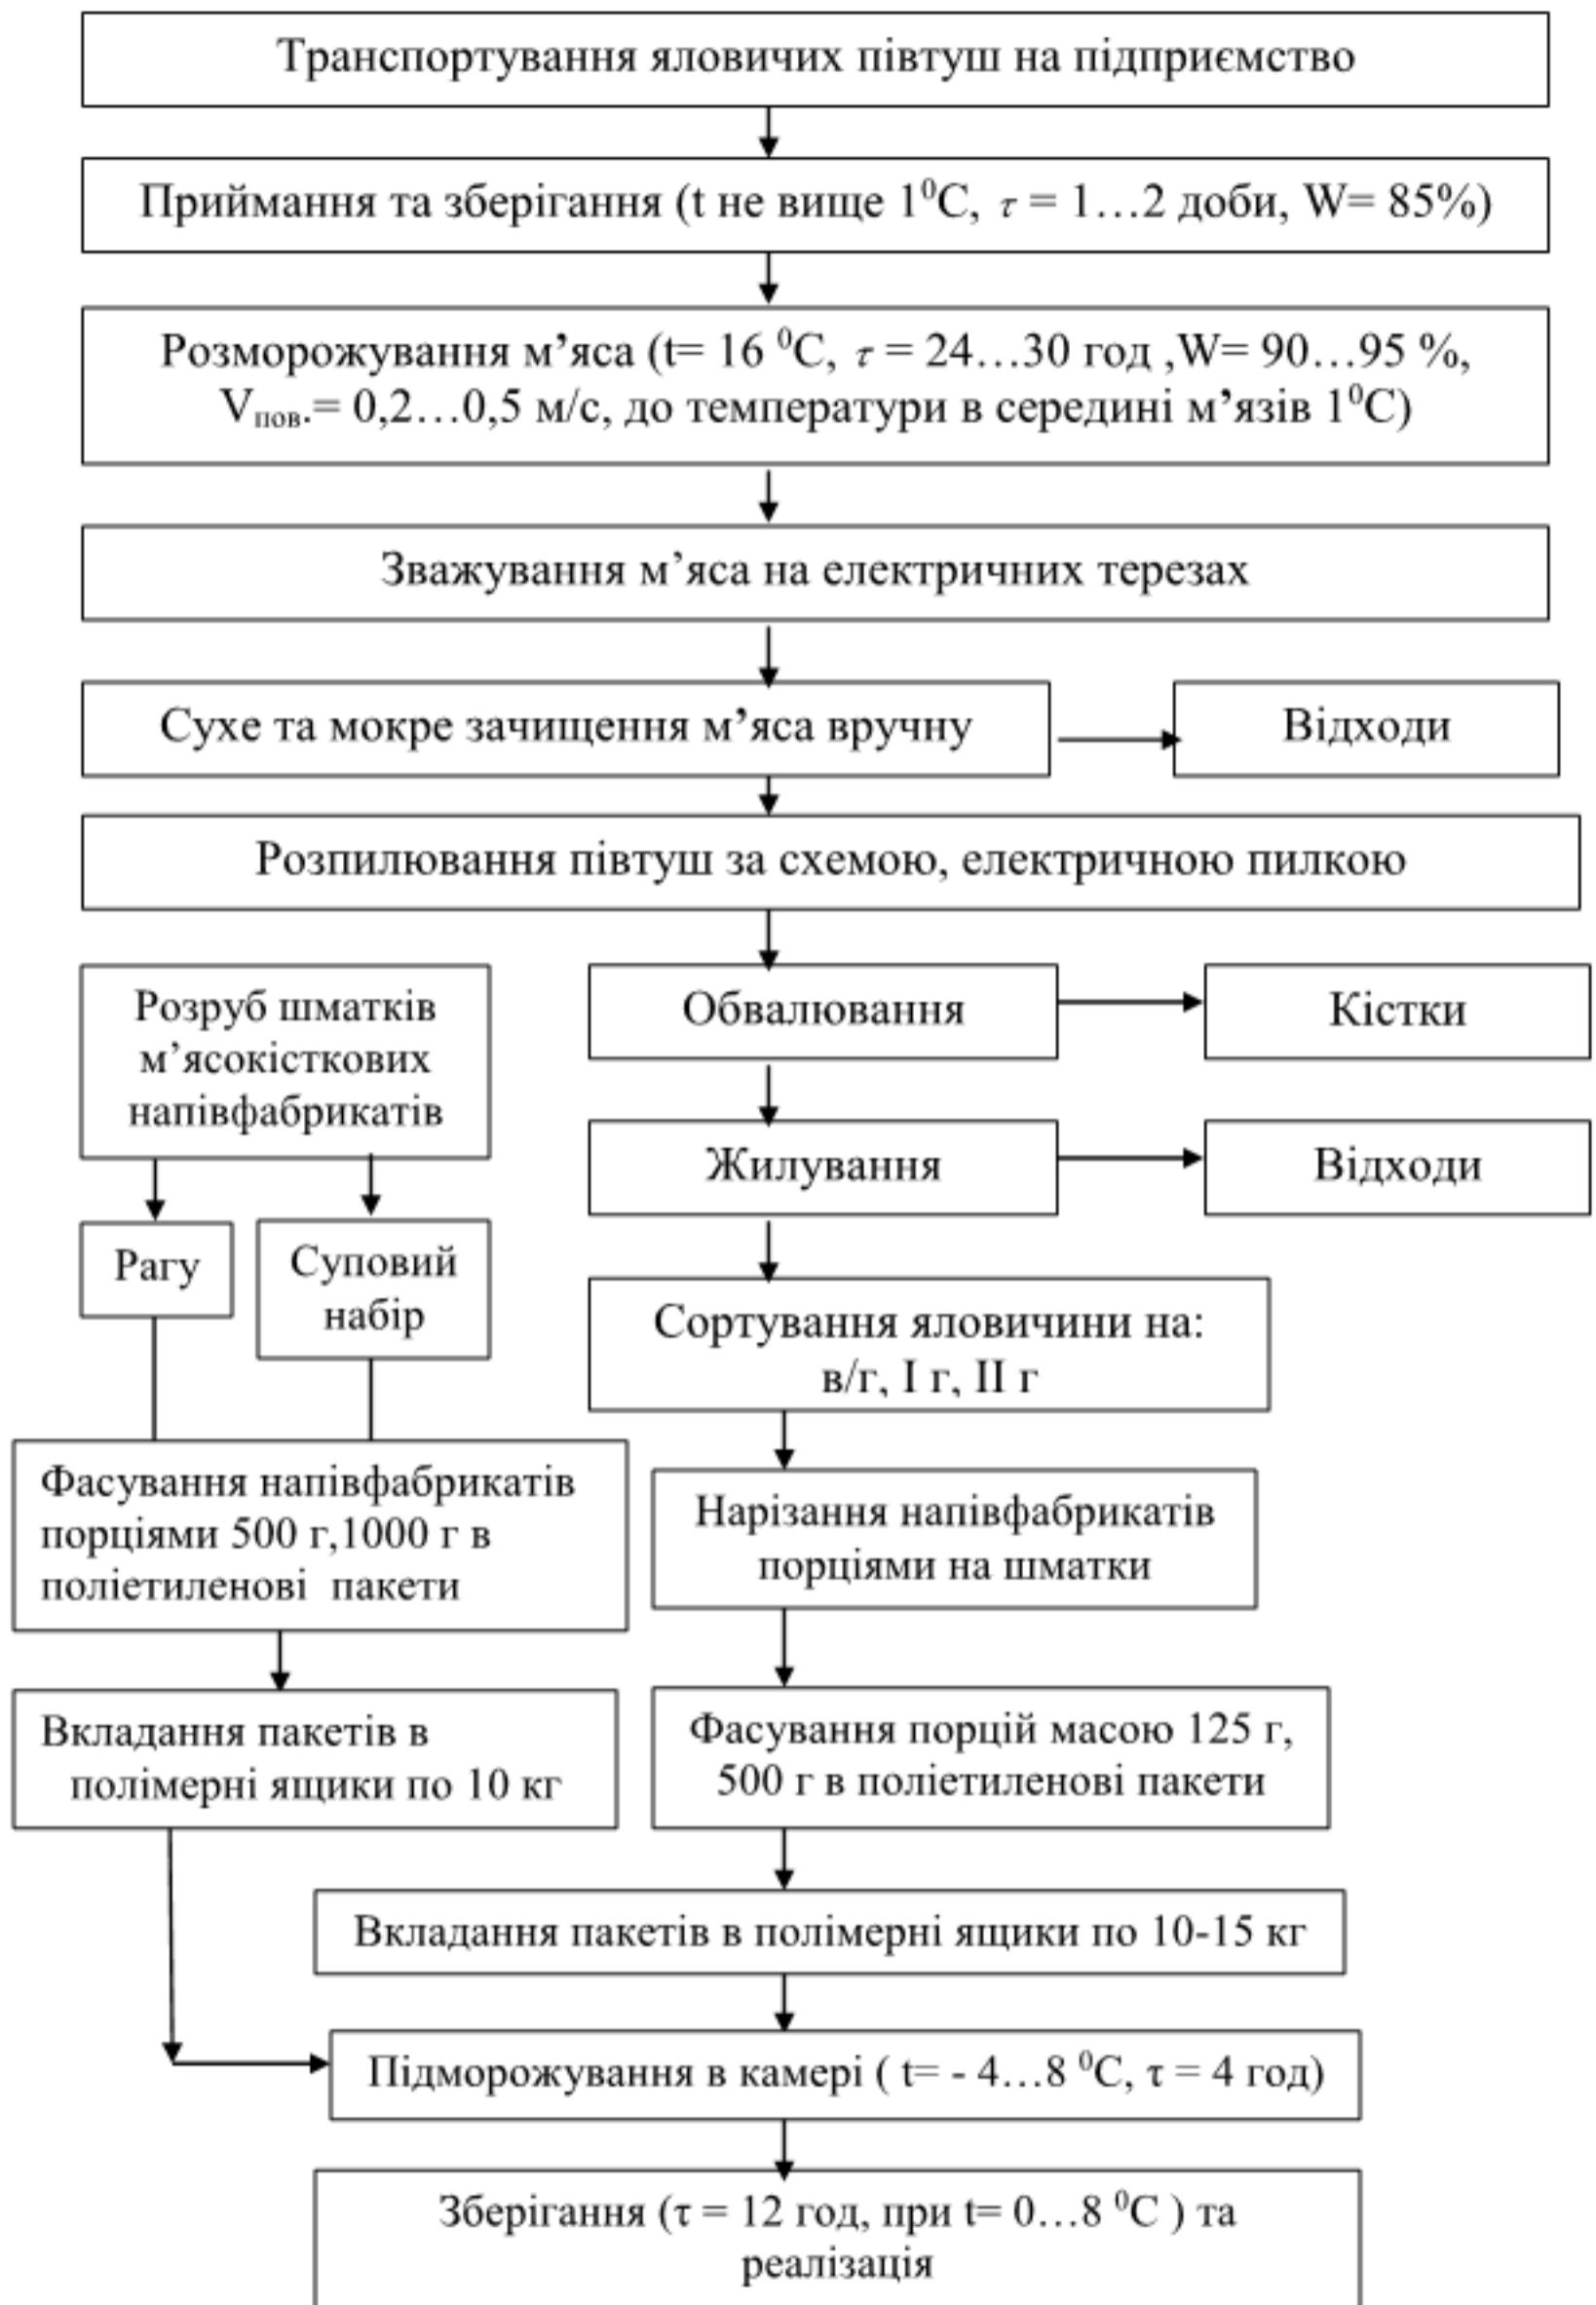 Транспортування яловичих півтуш на підприємство
Приймання та зберігання (t не вище 1⁰С, τ = 1…2 доби, W= 85%)
Розморожування м’яса (t= 16 ⁰С, τ = 24…30 год ,W= 90…95 %,
Vпов.= 0,2…0,5 м/с, до температури в середині м’язів 1⁰С)
Зважування м’яса на електричних терезах
Сухе та мокре зачищення м’яса вручну
Відходи
Розпилювання півтуш за схемою, електричною пилкою
Розруб шматків
м’ясокісткових
напівфабрикатів
Обвалювання
Кістки
Жилування
Відходи
Рагу
Суповий
набір
Сортування яловичини на:
в/г, І г, ІІ г
Фасування напівфабрикатів
порціями 500 г,1000 г в
поліетиленові пакети
Нарізання напівфабрикатів
порціями на шматки
Вкладання пакетів в
полімерні ящики по 10 кг
Фасування порцій масою 125 г,
500 г в поліетиленові пакети
Вкладання пакетів в полімерні ящики по 10-15 кг
Підморожування в камері ( t= - 4…8 ⁰С, τ = 4 год)
Зберігання (τ = 12 год, при t= 0…8 ⁰С ) та
реалізація